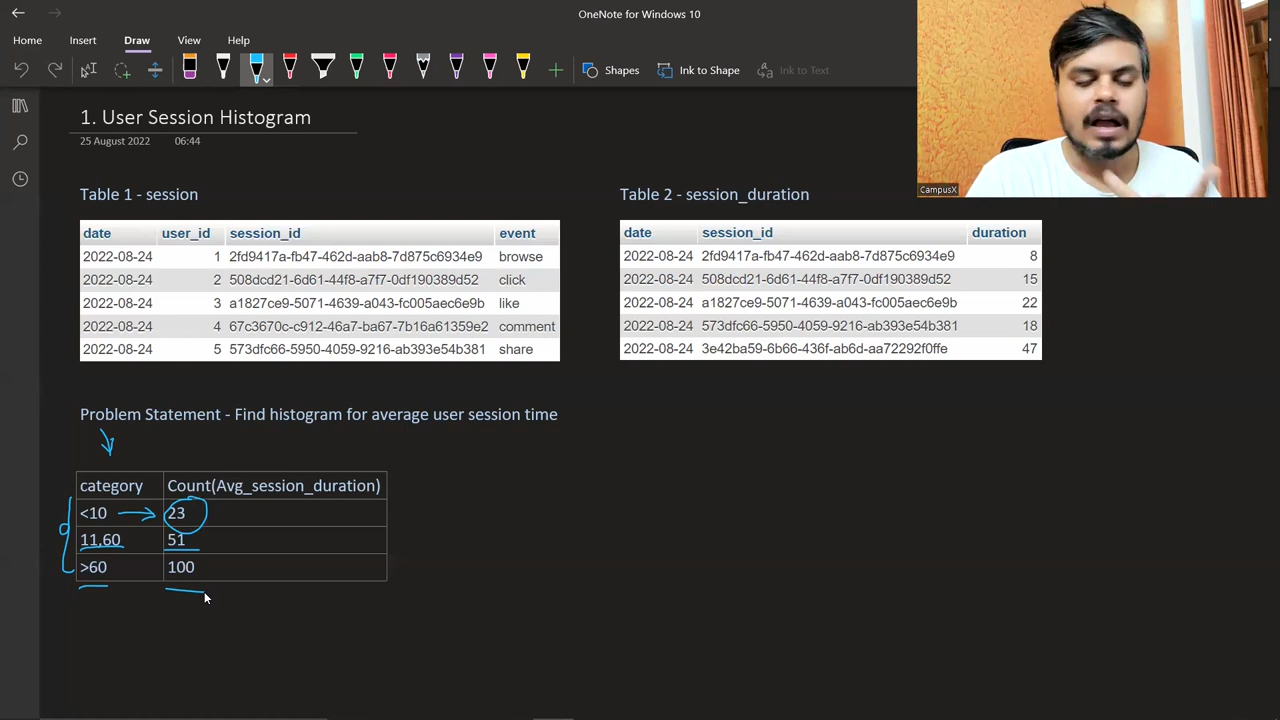 OneNote for Windows 10
Home Insert Draw View Help
Shapes Ink to Shape Ink to Text
CampusX
1. User Session Histogram
25 August 2022 06:44
Table 1 - session
date user_id session_id event
2022-08-24 1 2fd9417a-fb47-462d-aab8-7d875c6934e9 browse
2022-08-24 2 508dcd21-6d61-44f8-a7f7-0df190389d52 click
2022-08-24 3 a1827ce9-5071-4639-a043-fc005aec6e9b like
2022-08-24 4 67c3670c-c912-46a7-ba67-7b16a61359e2 comment
2022-08-24 5 573dfc66-5950-4059-9216-ab393e54b381 share
Table 2 - session_duration
date session_id duration
2022-08-24 2fd9417a-fb47-462d-aab8-7d875c6934e9 8
2022-08-24 508dcd21-6d61-44f8-a7f7-0df190389d52 15
2022-08-24 a1827ce9-5071-4639-a043-fc005aec6e9b 22
2022-08-24 573dfc66-5950-4059-9216-ab393e54b381 18
2022-08-24 3e42ba59-6b66-436f-ab6d-aa72292f0ffe 47
Problem Statement - Find histogram for average user session time
category Count(Avg_session_duration)
<10 23
11,60 51
>60 100